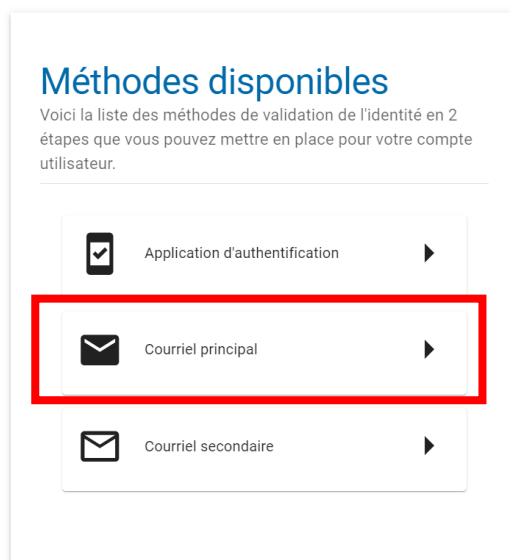 Méthodes disponibles
Voici la liste des méthodes de validation de l'identité en 2
étapes que vous pouvez mettre en place pour votre compte
utilisateur.
Application d'authentification
Courriel principal
Courriel secondaire